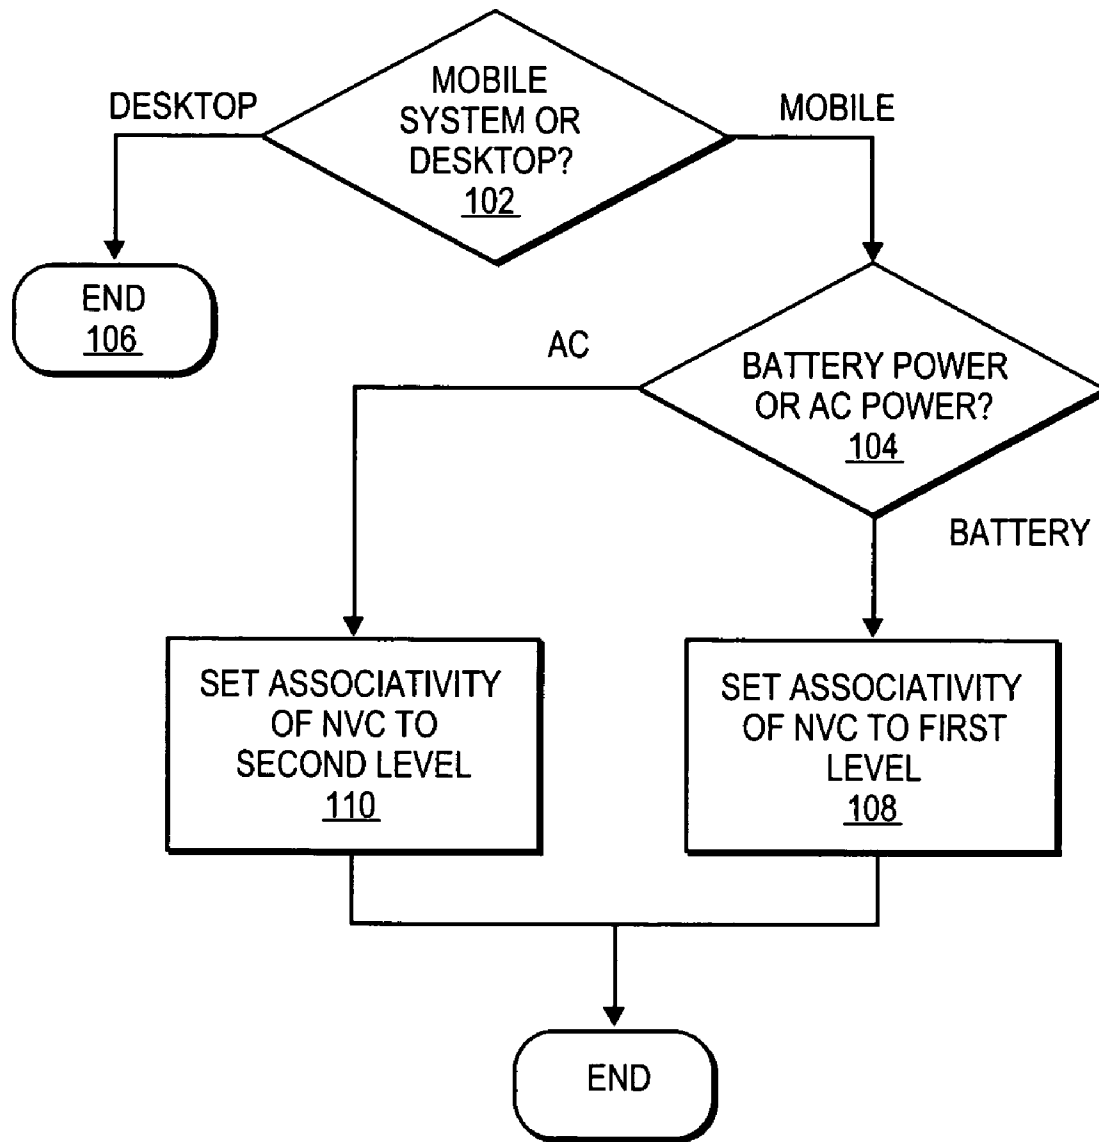 MOBILE
SYSTEM OR
DESKTOP?
102
DESKTOP
MOBILE
END
106
AC
BATTERY POWER
OR AC POWER?
104
BATTERY
SET ASSOCIATIVITY
OF NVC TO
SECOND LEVEL
110
SET ASSOCIATIVITY
OF NVC TO FIRST
LEVEL
108
END